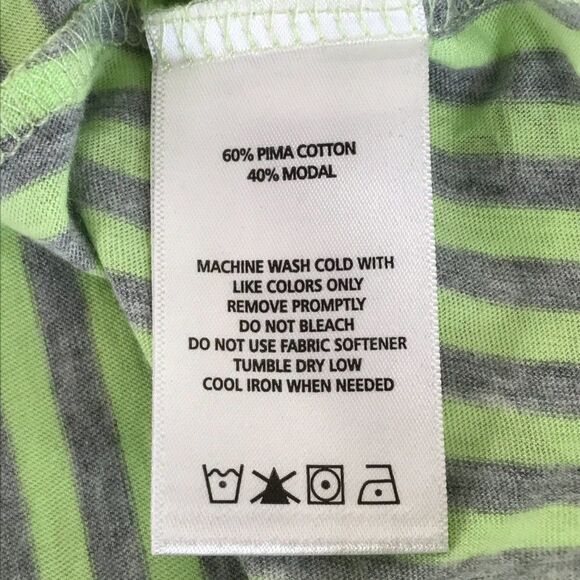 60% PIMA COTTON
40% MODAL
MACHINE WASH COLD WITH
LIKE COLORS ONLY
REMOVE PROMPTLY
DO NOT BLEACH
DO NOT USE FABRIC SOFTENER
TUMBLE DRY LOW
COOL IRON WHEN NEEDED